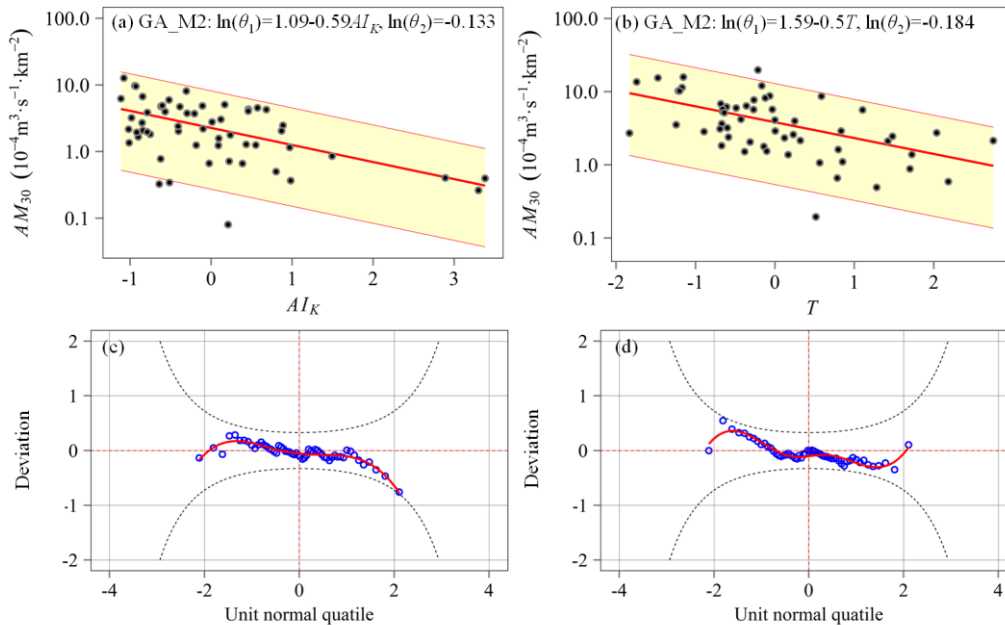 (a) GA_M2: ln(θ₁)=1.09-0.59AI_K, ln(θ₂)=-0.133
AM₃₀ (10⁻⁴m³·s⁻¹·km⁻²)
100.0
10.0
1.0
0.1
-1 0 1 2 3
AI_K
(b) GA_M2: ln(θ₁)=1.59-0.5T, ln(θ₂)=-0.184
AM₃₀ (10⁻⁴m³·s⁻¹·km⁻²)
100.0
10.0
1.0
0.1
-2 -1 0 1 2
T
(c)
Deviation
2
1
0
-1
-2
-4 -2 0 2 4
Unit normal quatile
(d)
Deviation
2
1
0
-1
-2
-4 -2 0 2 4
Unit normal quatile